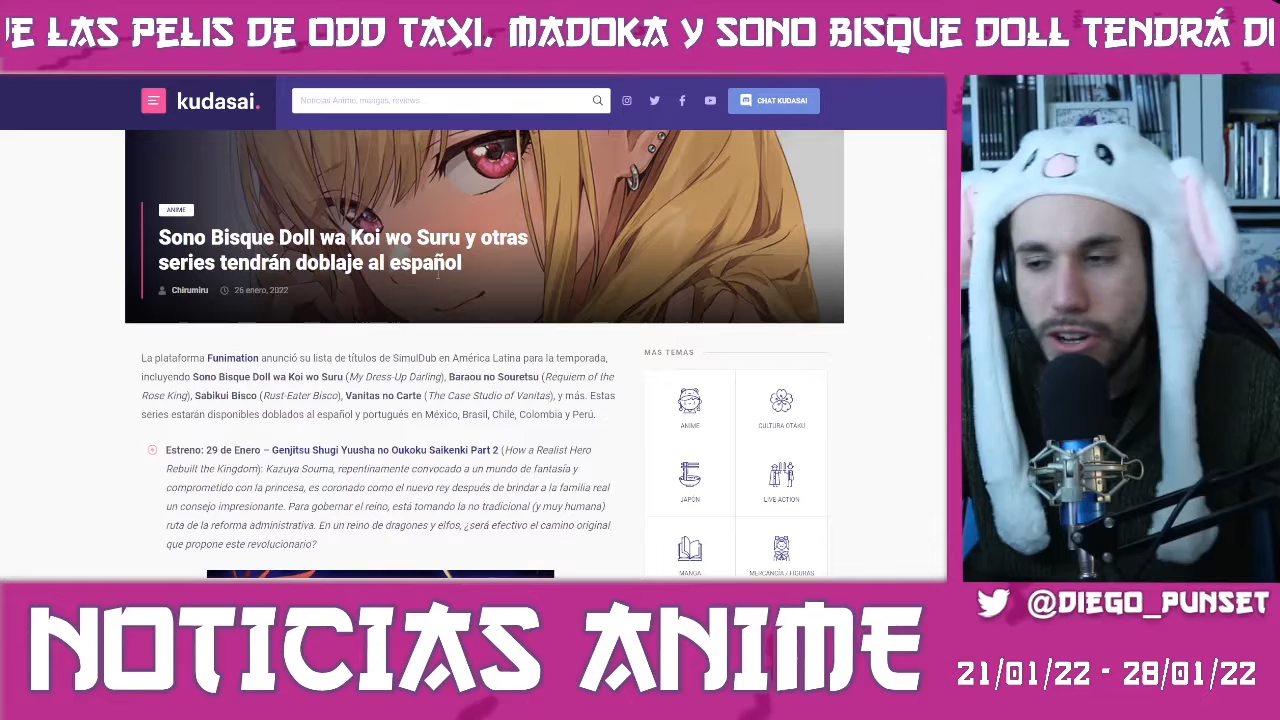 E LAS PELIS DE ODD TAXI, MADOKA Y SONO BISQUE DOLL TENDRÁ DI
kudasai.
Noticias Anime, mangas, reviews...
CHAT KUDASAI
ANIME
Sono Bisque Doll wa Koi wo Suru y otras
series tendrán doblaje al español
Chirumiru 26 enero, 2022
La plataforma Funimation anunció su lista de títulos de SimulDub en América Latina para la temporada,
incluyendo Sono Bisque Doll wa Koi wo Suru (My Dress-Up Darling), Baraou no Souretsu (Requiem of the
Rose King), Sabikui Bisco (Rust-Eater Bisco), Vanitas no Carte (The Case Study of Vanitas), y más. Estas
series estarán disponibles doblados al español y portugués en México, Brasil, Chile, Colombia y Perú.
Estreno: 29 de Enero – Genjitsu Shugi Yuusha no Oukoku Saikenki Part 2 (How a Realist Hero
Rebuilt the Kingdom): Kazuya Souma, repentinamente convocado a un mundo de fantasía y
comprometido con la princesa, es coronado como el nuevo rey después de brindar a la familia real
un consejo impresionante. Para gobernar el reino, está tomando la no tradicional (y muy humana)
ruta de la reforma administrativa. En un reino de dragones y elfos, ¿será efectivo el camino original
que propone este revolucionario?
MAS TEMAS
ANIME
CULTURA OTAKU
JAPÓN
LIVE ACTION
MANGA
MERCANCÍA / FIGURAS
NOTICIAS ANIME
@DIEGO_PUNSET
21/01/22 - 28/01/22